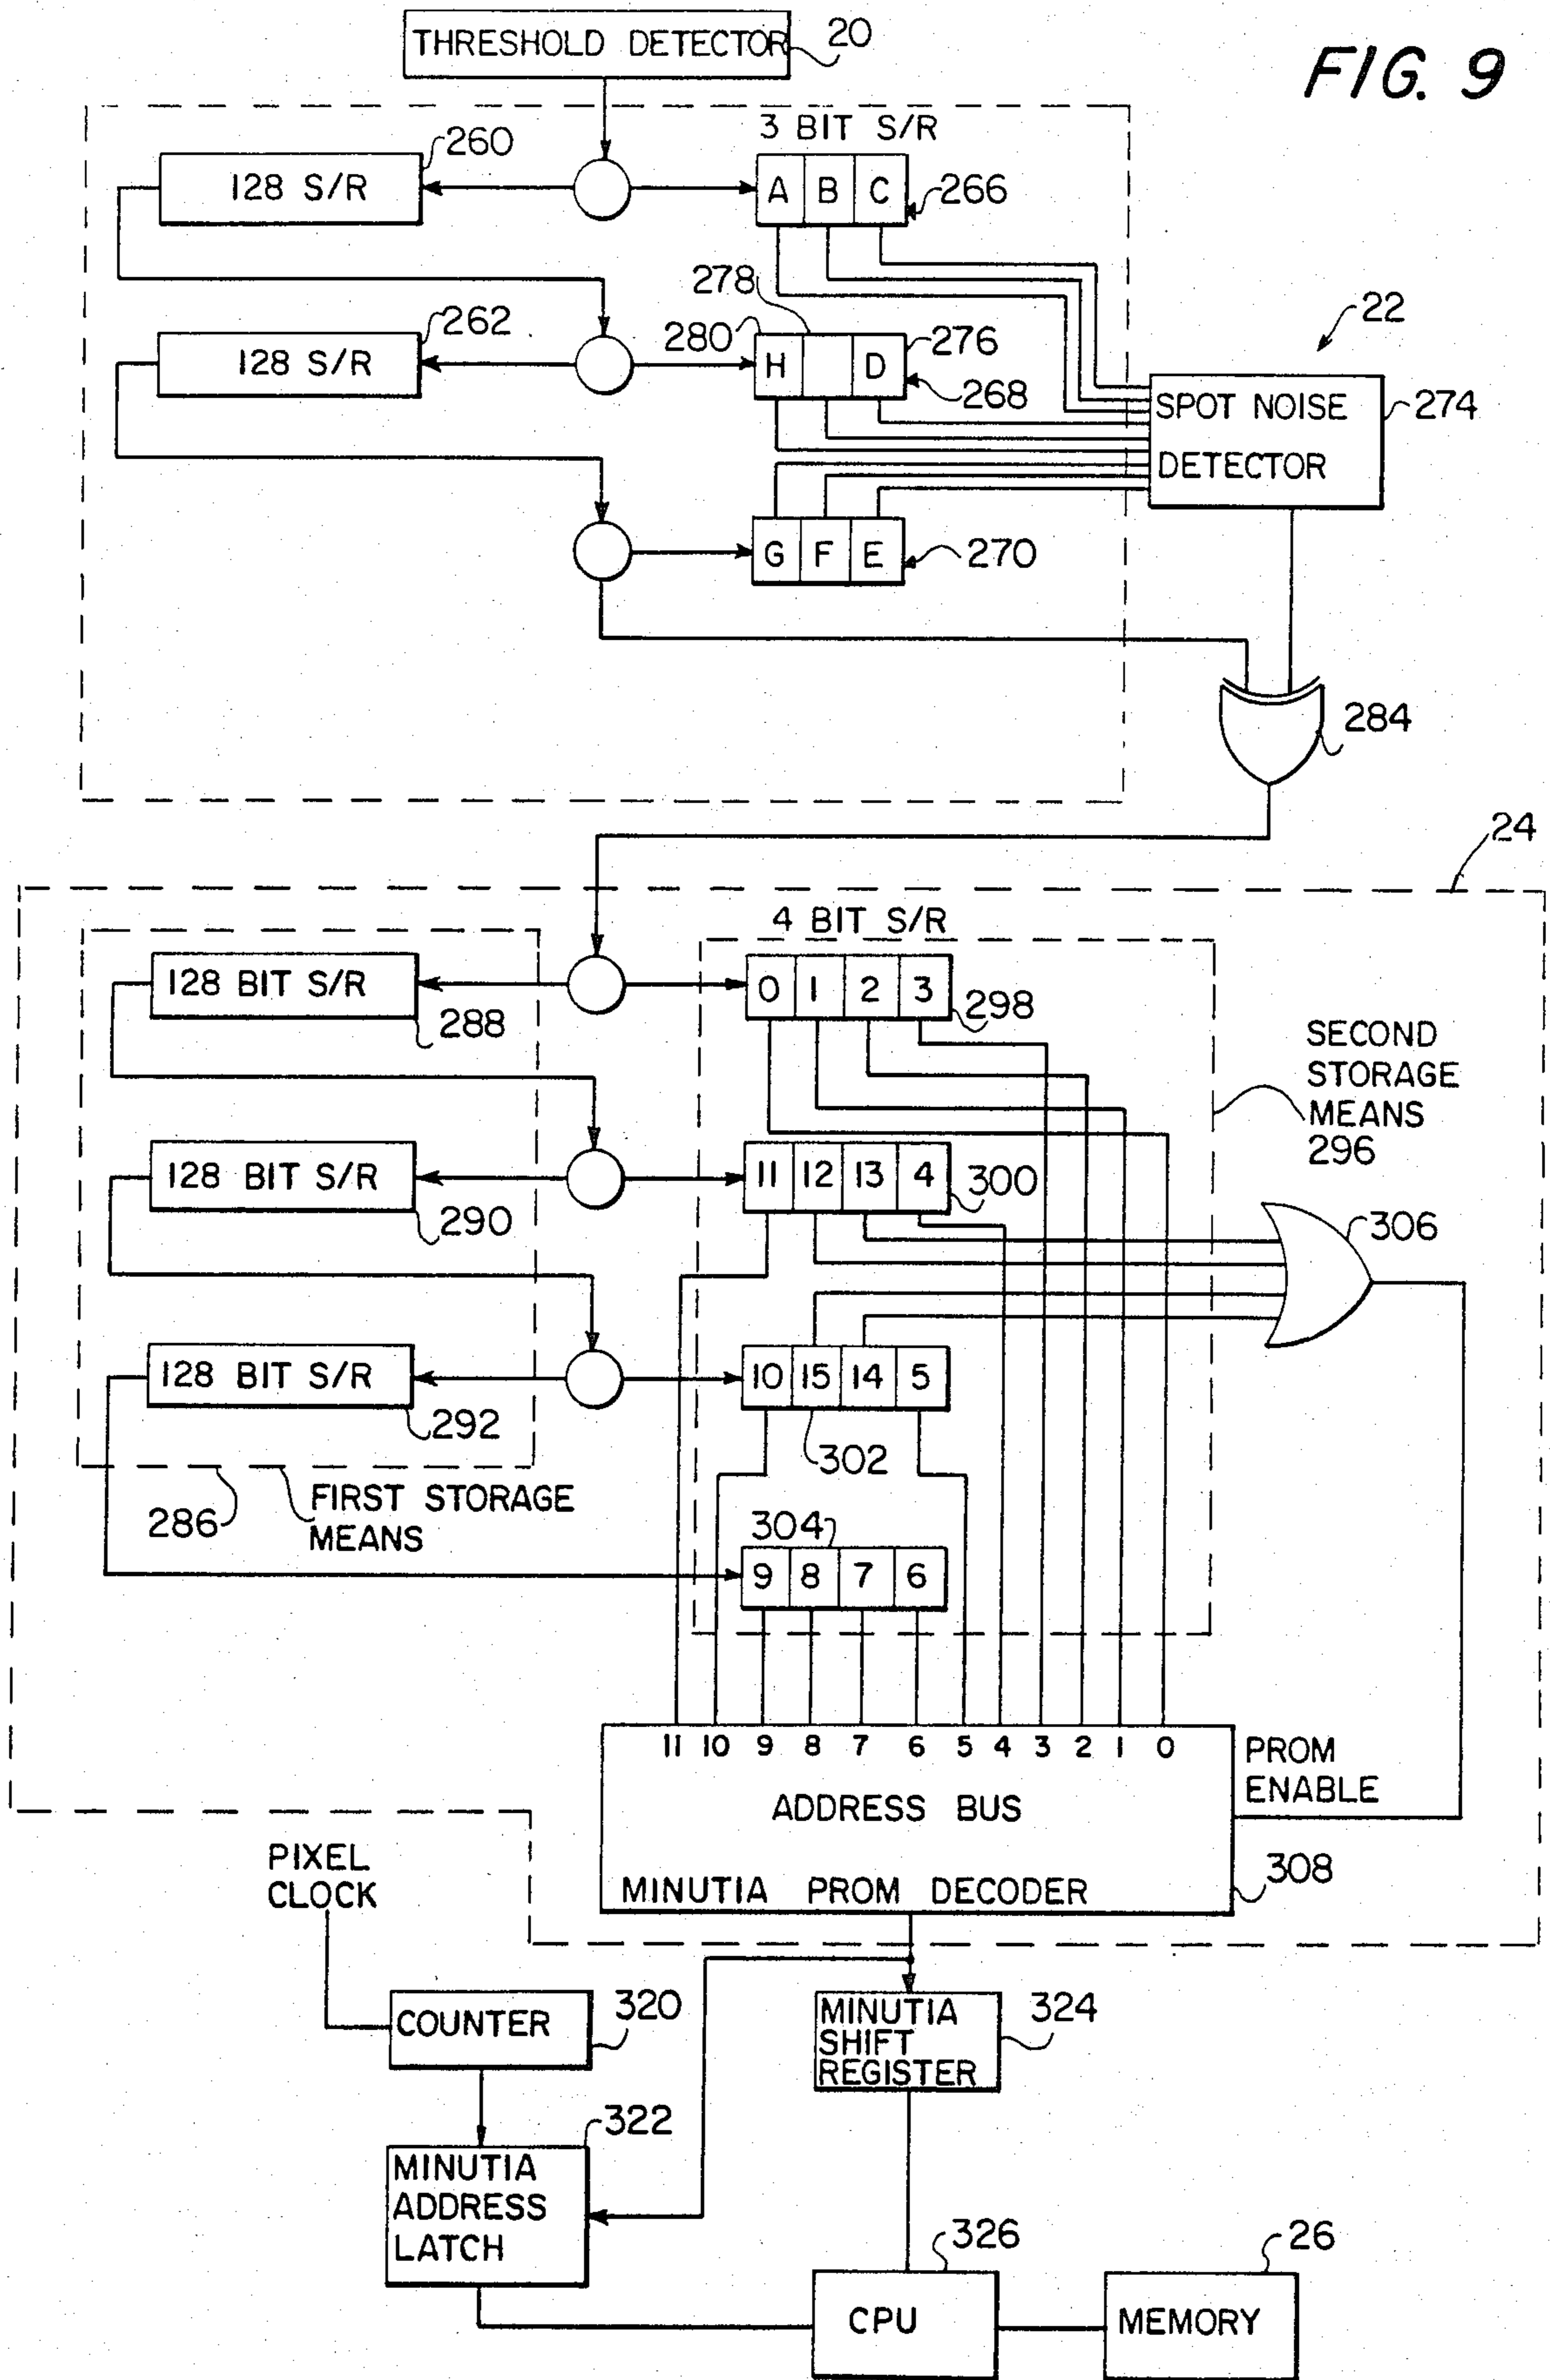 THRESHOLD DETECTOR
20
FIG. 9
3 BIT S/R
260
128 S/R
A B C
266
278
262
280
128 S/R
H D
276
268
22
SPOT NOISE
DETECTOR
274
G F E
270
284
24
4 BIT S/R
128 BIT S/R
288
0 1 2 3
298
SECOND
STORAGE
MEANS
296
128 BIT S/R
290
11 12 13 4
300
306
128 BIT S/R
292
10 15 14 5
302
286
FIRST STORAGE
MEANS
304
9 8 7 6
11 10 9 8 7 6 5 4 3 2 1 0
PROM
ENABLE
ADDRESS BUS
MINUTIA PROM DECODER
308
PIXEL
CLOCK
COUNTER
320
MINUTIA
SHIFT
REGISTER
324
322
MINUTIA
ADDRESS
LATCH
326
CPU
26
MEMORY